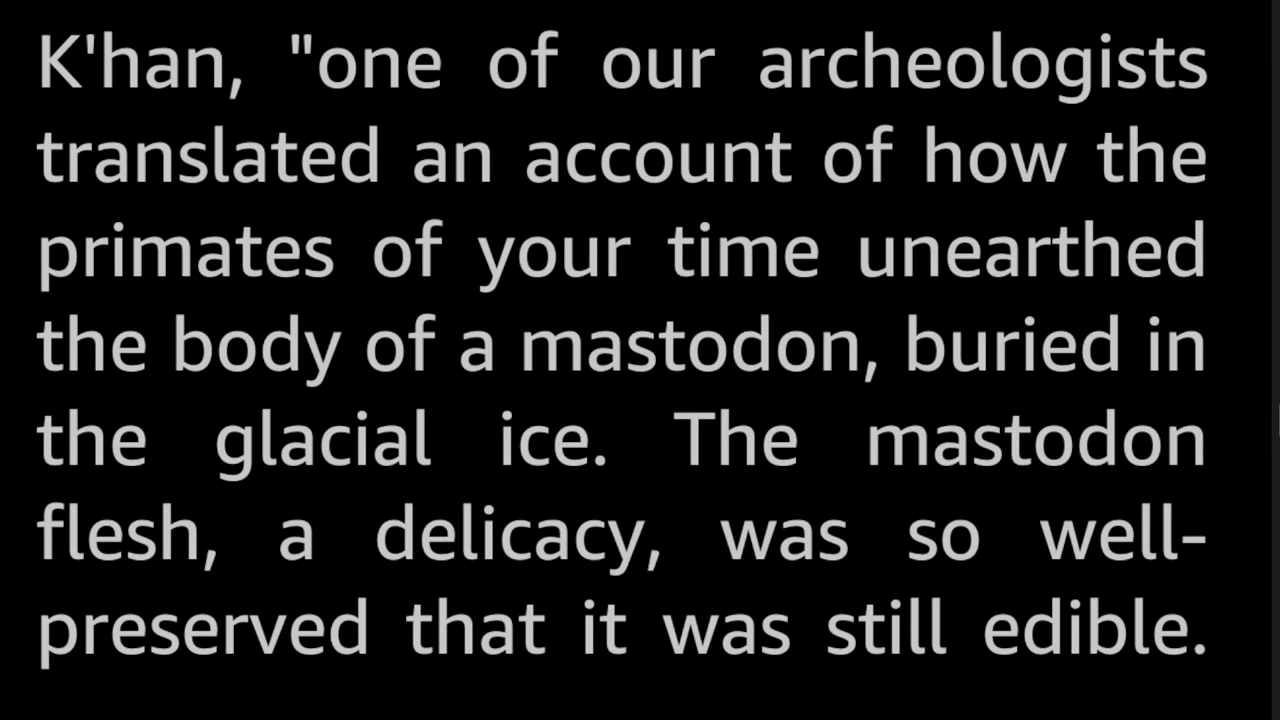 K'han, "one of our archeologists
translated an account of how the
primates of your time unearthed
the body of a mastodon, buried in
the glacial ice. The mastodon
flesh, a delicacy, was so well-
preserved that it was still edible.